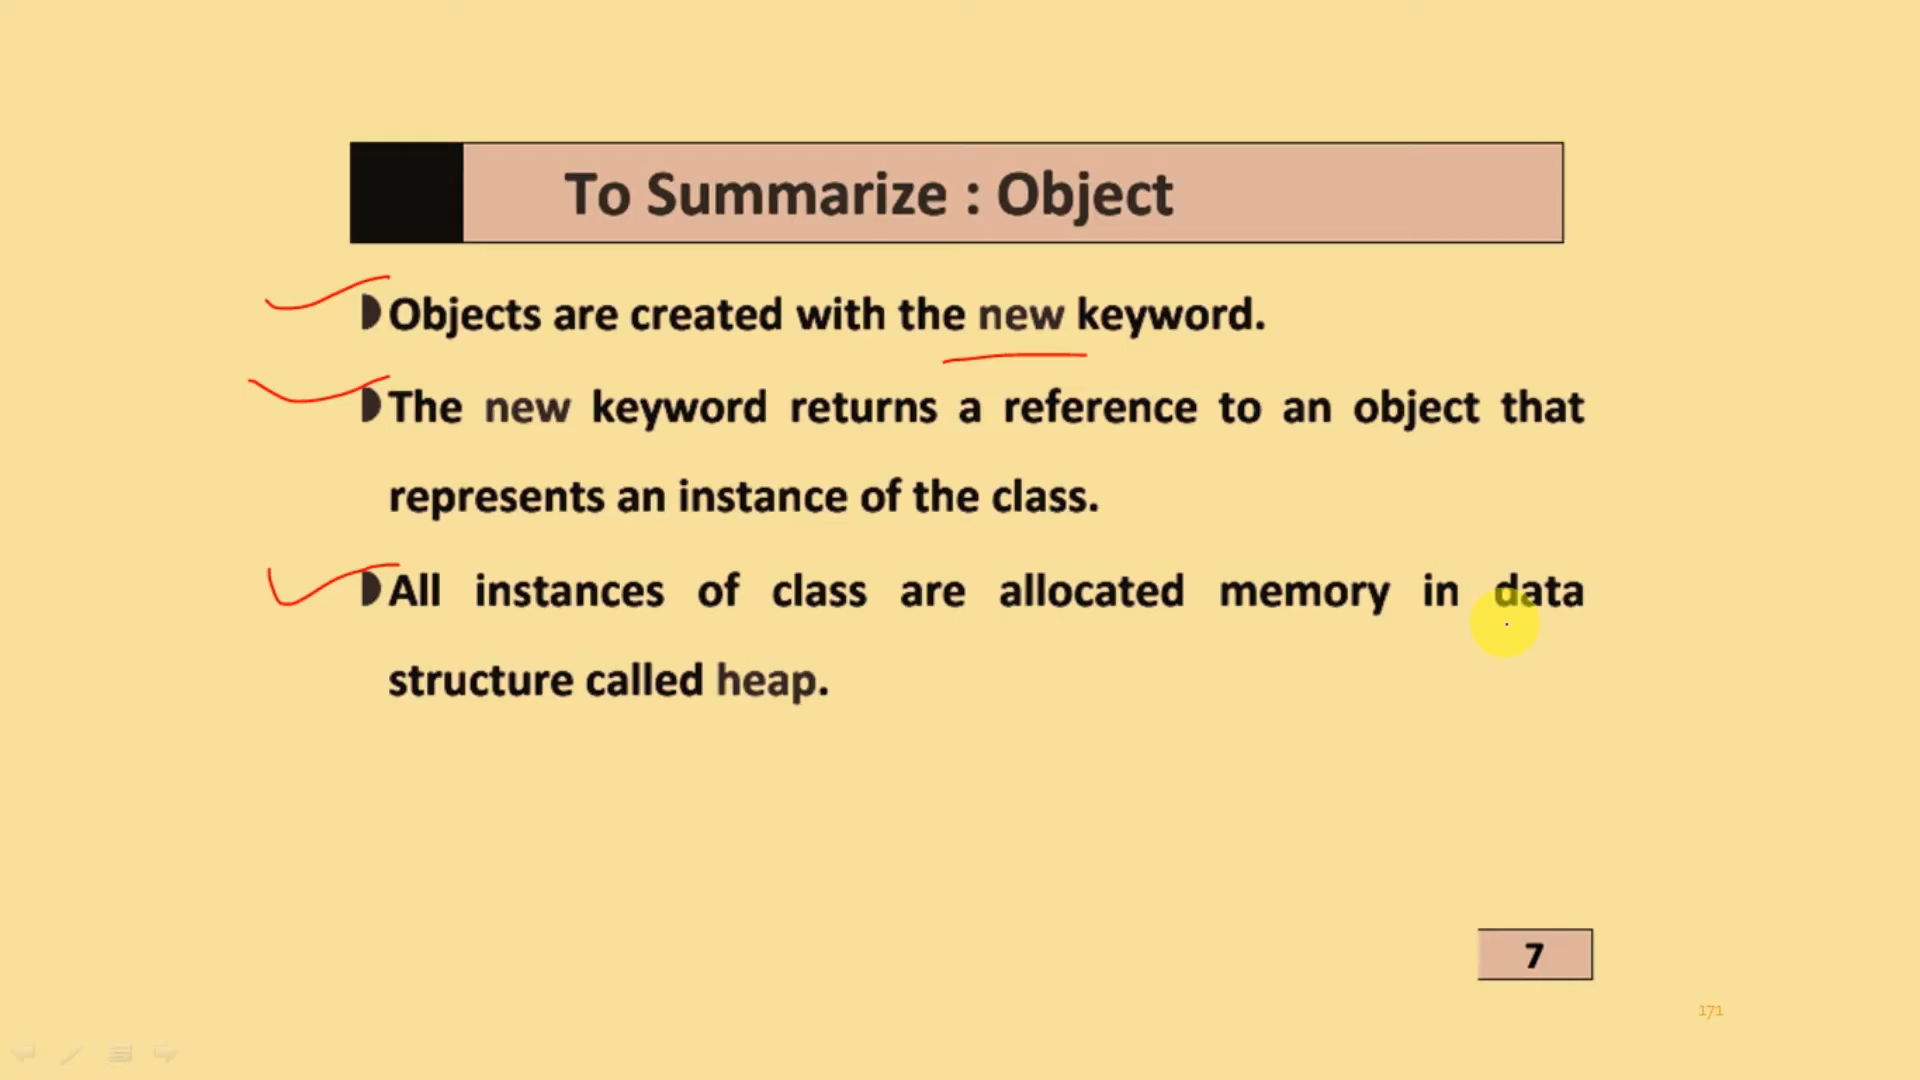 To Summarize : Object
Objects are created with the new keyword.
The new keyword returns a reference to an object that
represents an instance of the class.
All instances of class are allocated memory in data
structure called heap.
7
171